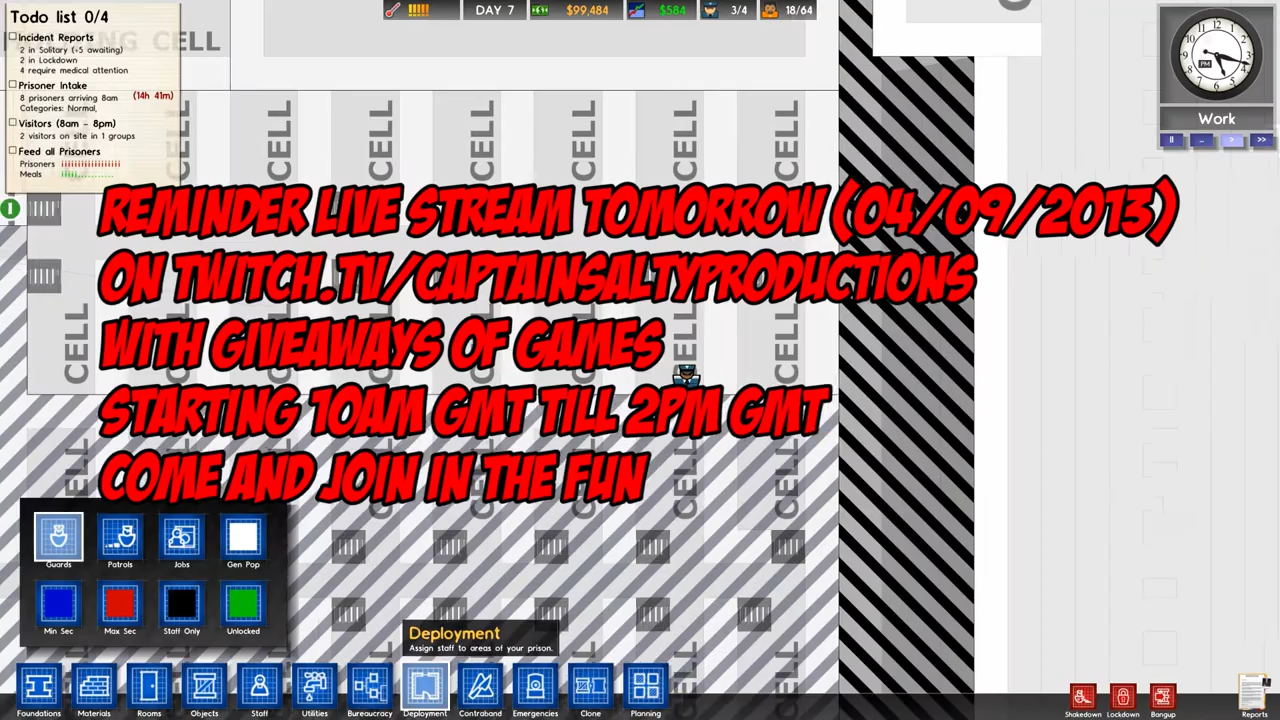 Todo list 0/4
DAY 7
$99,484
$584
3/4
18/64
Incident Reports
2 in Solitary (+5 awaiting)
2 in Lockdown
4 require medical attention
Prisoner Intake
8 prisoners arriving 8am (14h 41m)
Categories: Normal,
Visitors (8am - 8pm)
2 visitors on site in 1 groups
Feed all Prisoners
Prisoners
Meals
CELL
CELL CELL CELL CELL CELL CELL CELL
PM
Work
REMINDER LIVE STREAM TOMORROW (04/09/2013)
ON TWITCH.TV/CAPTAINSALTYPRODUCTIONS
WITH GIVEAWAYS OF GAMES
STARTING 10AM GMT TILL 2PM GMT
COME AND JOIN IN THE FUN
CELL CELL CELL
CELL CELL CELL
Guards Patrols Jobs Gen Pop
Min Sec Max Sec Staff Only Unlocked
Deployment
Assign staff to areas of your prison.
Foundations Materials Rooms Objects Staff Utilities Bureaucracy Deployment Contraband Emergencies Clone Planning
Shakedown Lockdown Bangup Reports